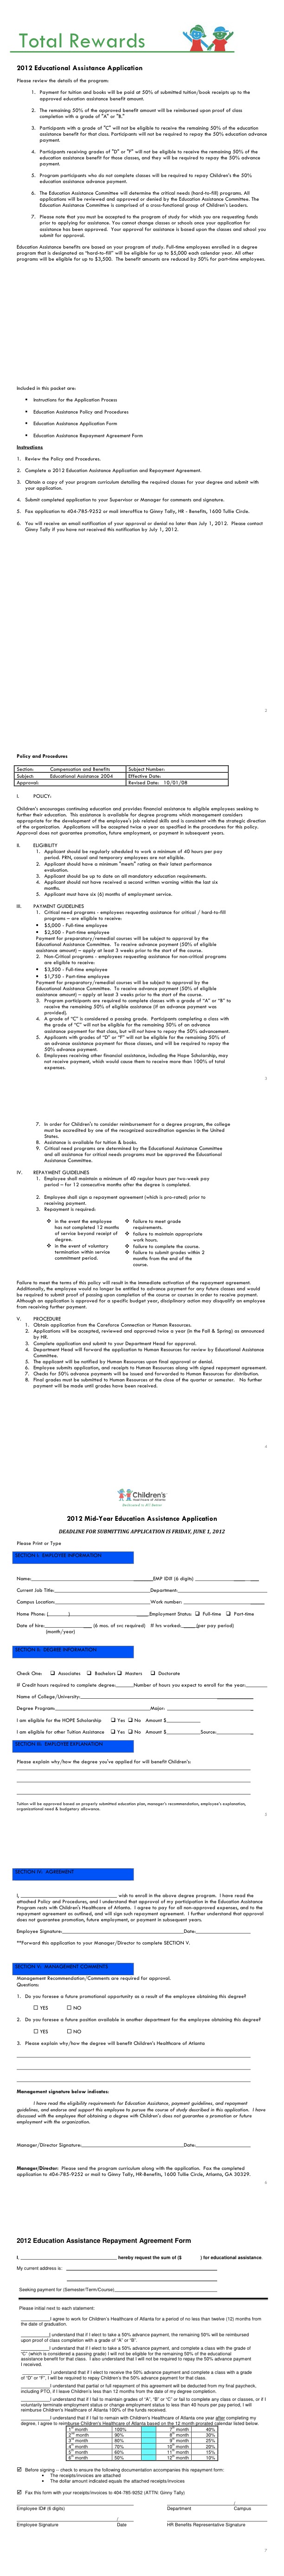 Total Rewards
2012 Educational Assistance Application
Please review the details of the program:
1. Payment for tuition and books will be paid at 50% of submitted tuition/book receipts up to the
approved education assistance benefit amount.
2. The remaining 50% of the approved amount will be reimbursed upon proof of class
completion with a grade of "A" or "B."
3. Participants with a grade of "C" will not be eligible to receive the remaining 50% of the education
assistance benefit for that class. Participants will not be required to repay the 50% education advance
payment.
4. Participants receiving grades of "D" or "F" will not be eligible to receive the remaining 50% of the
education assistance benefit for these classes, and they will be required to repay the 50% advance
payment.
5. Program participants who do not complete classes will be required to repay Children's the 50%
education assistance advance payment.
6. The Education Assistance Committee will determine the critical needs (hard-to-fill) programs. All
applications will be reviewed and approved or denied by the Education Assistance Committee. The
Education Assistance Committee is comprised of a cross-functional group of Children's Leaders.
7. Please note that you must be accepted to the program of study for which you are requesting funds
prior to applying for assistance. You cannot change classes or schools once your application for
assistance has been approved. Your approval for assistance is based upon the classes and school you
submit for approval.
Education Assistance benefits are based on your program of study. Full-time employees enrolled in a degree
program that is designated as "hard-to-fill" will be eligible for up to $5,000 each calendar year. All other
programs will be eligible for up to $3,500. The benefit amounts are reduced by 50% for part-time employees.
Included in this packet are:
• Instructions for the Application Process
• Education Assistance Policy and Procedures
• Education Assistance Application Form
• Education Assistance Repayment Agreement Form
Instructions
1. Review the Policy and Procedures.
2. Complete a 2012 Education Assistance Application and Repayment Agreement.
3. Obtain a copy of your program curriculum detailing the required classes for your degree and submit with
your application.
4. Submit completed application to your Supervisor or Manager for comments and signature.
5. Fax application to 404-785-9252 or mail interoffice to Ginny Tally, HR - Benefits, 1600 Tullie Circle.
6. You will receive an email notification of your approval or denial no later than July 1, 2012. Please contact
Ginny Tally if you have not received this notification by July 1, 2012.
2
Policy and Procedures
Section: Compensation and Benefits Subject Number:
Subject: Educational Assistance 2004 Effective Date:
Approval: Revised Date: 10/01/08
I. POLICY:
Children's encourages continuing education and provides financial assistance to eligible employees seeking to
further their education. This assistance is available for degree programs which management considers
appropriate for the development of the employee's job related skills and is consistent with the strategic direction
of the organization. Applications will be accepted as specified in the procedures for this policy.
Approval does not guarantee promotion, future employment, or payment in subsequent years.
II. ELIGIBILITY
1. Applicant should be regularly scheduled to work a minimum of 40 hours each pay
period. PRN, casual and temporary employees are not eligible.
2. Applicant should have a minimum "meets" rating on their latest performance
evaluation.
3. Applicant should be up to date on all mandatory education requirements.
4. Applicant should not have received a second written warning within the last six
months.
5. Applicant must have six (6) months of employment service.
III. PAYMENT GUIDELINES
1. Critical need programs - employees requesting assistance for critical / hard-to-fill
programs – are eligible to receive:
• $5,000 - Full-time employee
• $2,500 - Part-time employee
Payment for preparatory/remedial courses will be subject to approval by the
Education Assistance Committee. To receive advance payment (50% of eligible
assistance amount) – apply at least 3 weeks prior to the start of the course.
2. Non-Critical programs - employees requesting assistance for non-critical programs
are eligible to receive:
• $3,500 - Full-time employee
• $1,750 - Part-time employee
Payment for preparatory/remedial courses will be subject to approval by the
Education Assistance Committee. To receive advance payment (50% of eligible
assistance amount) – apply at least 3 weeks prior to the start of the course.
3. Program participants are required to complete classes with a grade of "A" or "B" to
receive the remaining 50% of the eligible reimbursement (advance payment was
provided).
4. A grade of "C" is considered a passing grade. Participants completing a class with
the grade of "C" will not be eligible for the remaining 50% of an advance
assistance for that class, but will not have to repay the 50% advancement.
5. Applicants with grades of "D" or "F" will not be eligible for the remaining 50% of
an advance assistance payment for these classes, and will be required to repay the
50% advance payment.
6. Employees receiving other financial assistance, including the Hope Scholarship, may
not receive payment, which would cause them to receive more than 100% of total
expenses.
3
7. In order for Children's to consider reimbursement for a degree program, the college
must be accredited by one of the recognized accreditation agencies in the United
States.
8. Assistance is available for tuition & books.
9. Critical need programs are determined by the Educational Assistance Committee
and all assistance for critical needs programs must be approved by the Educational
Assistance Committee.
IV. REPAYMENT GUIDELINES
1. Employee shall maintain a minimum of 40 regular hours per two-week pay
period – for 12 consecutive months after the degree is completed.
2. Employee shall sign a repayment agreement (which is pro-rated) prior to
receiving payment.
3. Repayment is required:
❖ in the event the employee
has not completed 12 months
of service beyond receipt of
degree.
❖ in the event of voluntary
termination within service
commitment period.
❖ failure to meet grade
requirements.
❖ failure to maintain appropriate
work hours.
❖ failure to complete the course.
❖ failure to submit grades within 2
months from the end of the
course.
Failure to meet the terms of this policy will result in the immediate activation of the repayment agreement.
Additionally, the employee would no longer be entitled to advance payment for any future classes and would
be required to submit proof of passing upon completion of the course or courses in order to receive payment.
Although an application is approved for tuition assistance, change in eligibility may disqualify an employee
from receiving further payment.
V. PROCEDURE
1. Obtain application from the Careforce Connection or Human Resources.
2. Applications will be accepted, reviewed and approved twice a year (in the Fall & Spring) as announced
by HR.
3. Complete application and submit to your Department Head for approval.
4. Department Head will forward the application to Human Resources for review by Educational Assistance
Committee.
5. The applicant will be notified by Human Resources upon final approval or denial.
6. Employee submits application, and receipts to Human Resources along with signed repayment agreement.
7. Checks for 50% advance payments will be issued and forwarded to Human Resources for distribution.
8. Final grades must be submitted to Human Resources at the close of the quarter or semester. No further
payment will be made until grades have been received.
4
Children's
Healthcare of Atlanta
Dedicated to All Better
2012 Mid-Year Education Assistance Application
DEADLINE FOR SUBMITTING APPLICATION IS FRIDAY, JUNE 1, 2012
Please Print or Type
SECTION I: EMPLOYEE INFORMATION
Name: EMP ID# (6 digits)
Current Job Title: Department:
Campus Location: Work number:
Home Phone: ( ) Employment Status: ❑ Full-time ❑ Part-time
Date of hire: (6 mos. of svc required) If hrs worked: (per pay period)
(month/year)
SECTION II: DEGREE INFORMATION
Check One: ❑ Associates ❑ Bachelors ❑ Masters ❑ Doctorate
# Credit hours required to complete degree: Number of hours you expect to enroll for the year:
Name of College/University:
Degree Program: Major:
I am eligible for the HOPE Scholarship ❑ Yes ❑ No Amount $
I am eligible for other Tuition Assistance ❑ Yes ❑ No Amount $ Source:
SECTION III: EMPLOYEE EXPLANATION
Please explain why/how the degree you've applied for will benefit Children's:
Tuition will be approved based on properly submitted education plan, manager's recommendation, employee's explanation,
organizational need & budgetary allowance.
5
SECTION IV: AGREEMENT
I, wish to enroll in the above degree program. I have read the
attached Policy and Procedures, and I understand that approval of my participation in the Education Assistance
Program rests with Children's Healthcare of Atlanta. I agree to pay for all non-approved expenses, and to the
repayment requirements as outlined and agree to sign such repayment agreement. I further understand that approval
does not guarantee promotion, future employment, or payment in subsequent years.
Employee Signature: Date:
**Forward this application to your Manager/Director to complete SECTION V.
SECTION V: MANAGEMENT COMMENTS
Management Recommendation/Comments are required for approval.
Questions:
1. Do you foresee a future promotional opportunity as a result of the employee obtaining this degree?
☐ YES ☐ NO
2. Do you foresee a future position available in another department for the employee obtaining this degree?
☐ YES ☐ NO
3. Please explain why/how the degree will benefit Children's Healthcare of Atlanta
Management signature below indicates:
I have read the eligibility requirements for Education Assistance, payment guidelines, and repayment
guidelines, and endorse and support this employee to pursue the course of study described in this application. I have
discussed with the employee that obtaining a degree with Children's does not guarantee a promotion or future
employment with the organization.
Manager/Director Signature: Date:
Manager/Director: Please send the program curriculum along with the application. Fax the completed
application to 404-785-9252 or mail to Ginny Tally, HR-Benefits, 1600 Tullie Circle, Atlanta, GA 30329.
6
2012 Education Assistance Repayment Agreement Form
I, hereby request the sum of ($ ) for educational assistance.
My current address is:
Seeking payment for (Semester/Term/Course)
Please initial next to each statement:
I agree to work for Children's Healthcare of Atlanta for a period of no less than twelve (12) months from
the date of graduation.
I understand that if I elect to take a 50% advance payment, the remaining 50% will be reimbursed
upon proof of class completion with a grade of "A" or "B".
I understand that if I elect to take a 50% advance payment, and complete a class with the grade of
"C" (which is considered a passing grade) I will not be eligible for the remaining 50% of the educational
assistance benefit for that class. I also understand that I will not be required to repay the 50% advance payment
I received.
I understand that if I elect to receive the 50% advance payment and complete a class with a grade
of "D" or "F", I will be required to repay Children's the 50% advance payment for that class.
I understand that partial or full repayment of this agreement will be deducted from my final paycheck,
including PTO, if I leave Children's less than 12 months from the date of my degree completion.
I understand that if I fail to maintain grades of "A", "B" or "C" or fail to complete any class or classes, or if I
voluntarily terminate employment status or change employment status to less than 40 hours per pay period, I will
reimburse Children's Healthcare of Atlanta 100% of the funds received.
I understand that if I fail to remain with Children's Healthcare of Atlanta one year after completing my
degree, I agree to reimburse Children's Healthcare of Atlanta based on the 12 month prorated calendar listed below.
1st month 100% 7th month 40%
2nd month 90% 8th month 30%
3rd month 80% 9th month 25%
4th month 70% 10th month 20%
5th month 60% 11th month 15%
6th month 50% 12th month 10%
☑ Before signing – check to ensure the following documentation accompanies this repayment form:
• The receipts/invoices are attached
• The dollar amount indicated equals the attached receipts/invoices
☑ Fax this form with your receipts/invoices to 404-785-9252 (ATTN: Ginny Tally)
Employee ID# (6 digits) Department Campus
Employee Signature Date HR Benefits Representative Signature
7